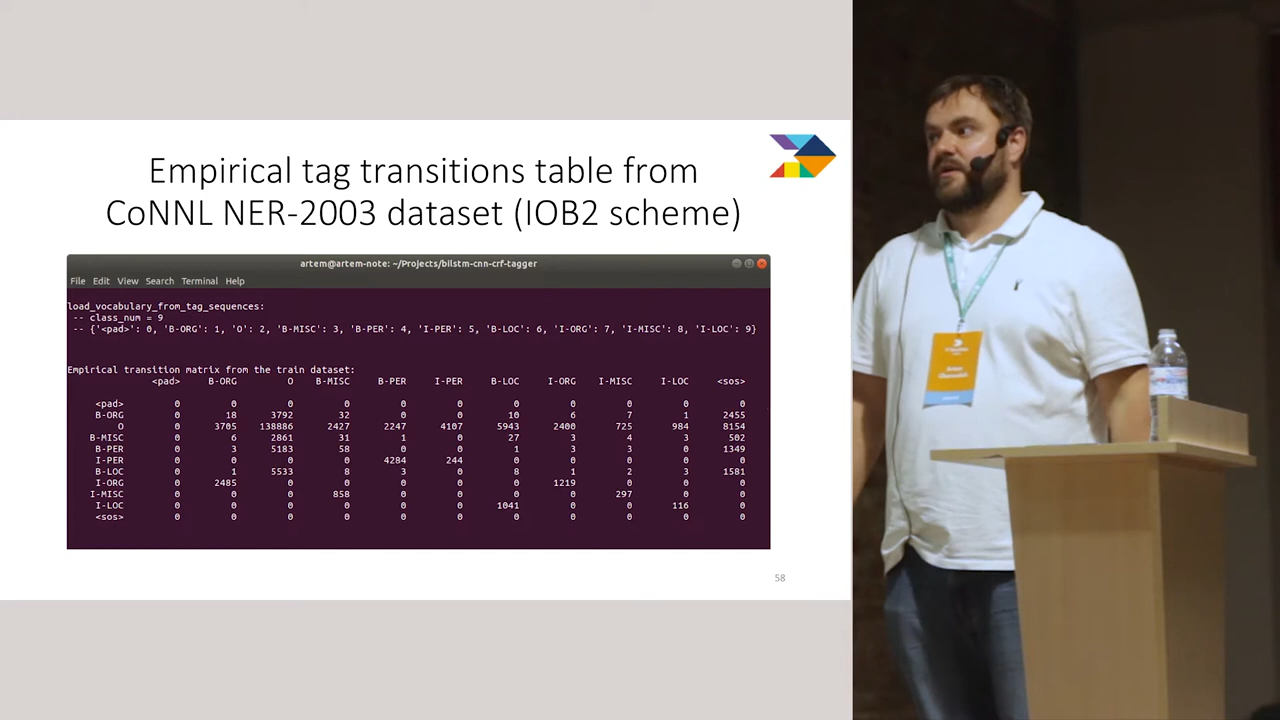 Empirical tag transitions table from
CoNNL NER-2003 dataset (IOB2 scheme)
artem@artem-note: ~/Projects/bilstm-cnn-crf-tagger
File Edit View Search Terminal Help
load_vocabulary_from_tag_sequences:
-- class_num = 9
-- {'<pad>': 0, 'B-ORG': 1, 'O': 2, 'B-MISC': 3, 'B-PER': 4, 'I-PER': 5, 'B-LOC': 6, 'I-ORG': 7, 'I-MISC': 8, 'I-LOC': 9}
Empirical transition matrix from the train dataset:
<pad> B-ORG O B-MISC B-PER I-PER B-LOC I-ORG I-MISC I-LOC <sos>
<pad> 0 0 0 0 0 0 0 0 0 0 0
B-ORG 0 18 3792 32 0 0 10 6 7 1 2455
O 0 3705 138886 2427 2247 4107 5943 2400 725 984 8154
B-MISC 0 6 2861 31 1 0 27 3 4 3 502
B-PER 0 3 5183 58 0 0 1 3 3 0 1349
I-PER 0 0 0 0 4284 244 0 0 0 0 0
B-LOC 0 1 5533 8 3 0 8 1 2 3 1581
I-ORG 0 2485 0 0 0 0 0 1219 0 0 0
I-MISC 0 0 0 858 0 0 0 0 297 0 0
I-LOC 0 0 0 0 0 0 1041 0 0 116 0
<sos> 0 0 0 0 0 0 0 0 0 0 0
58